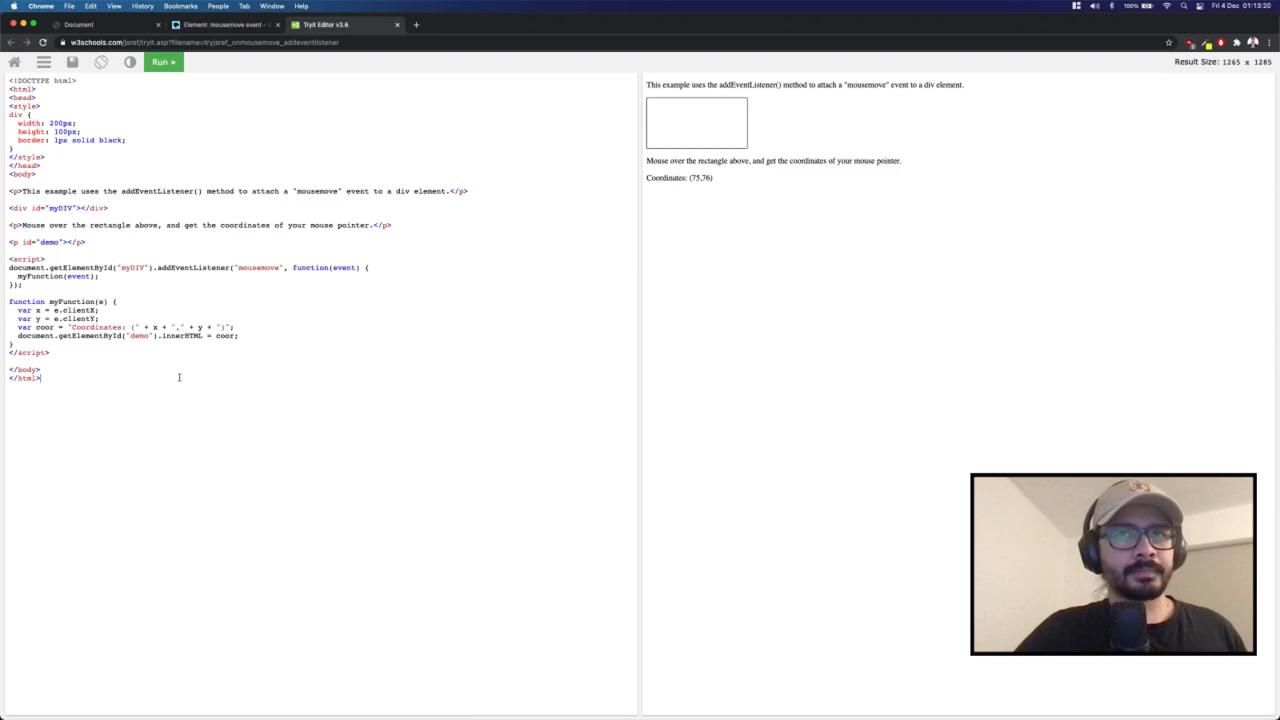 Chrome File Edit View History Bookmarks People Tab Window Help 100% Fri 4 Dec 01:13:20
Document Element: mousemove event - Tryit Editor v3.6
w3schools.com/jsref/tryit.asp?filename=tryjsref_onmousemove_addeventlistener
Run » Result Size: 1265 x 1285
<!DOCTYPE html>
<html>
<head>
<style>
div {
  width: 200px;
  height: 100px;
  border: 1px solid black;
}
</style>
</head>
<body>
<p>This example uses the addEventListener() method to attach a "mousemove" event to a div element.</p>
<div id="myDIV"></div>
<p>Mouse over the rectangle above, and get the coordinates of your mouse pointer.</p>
<p id="demo"></p>
<script>
document.getElementById("myDIV").addEventListener("mousemove", function(event) {
  myFunction(event);
});
function myFunction(e) {
  var x = e.clientX;
  var y = e.clientY;
  var coor = "Coordinates: (" + x + "," + y + ")";
  document.getElementById("demo").innerHTML = coor;
}
</script>
</body>
</html>
This example uses the addEventListener() method to attach a "mousemove" event to a div element.
Mouse over the rectangle above, and get the coordinates of your mouse pointer.
Coordinates: (75,76)